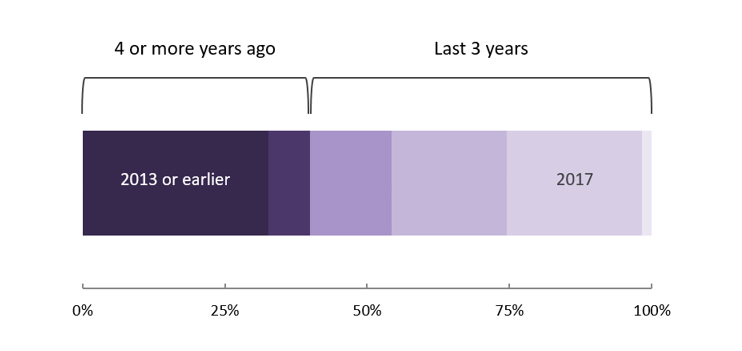 4 or more years ago
Last 3 years
2013 or earlier
2017
0%
25%
50%
75%
100%